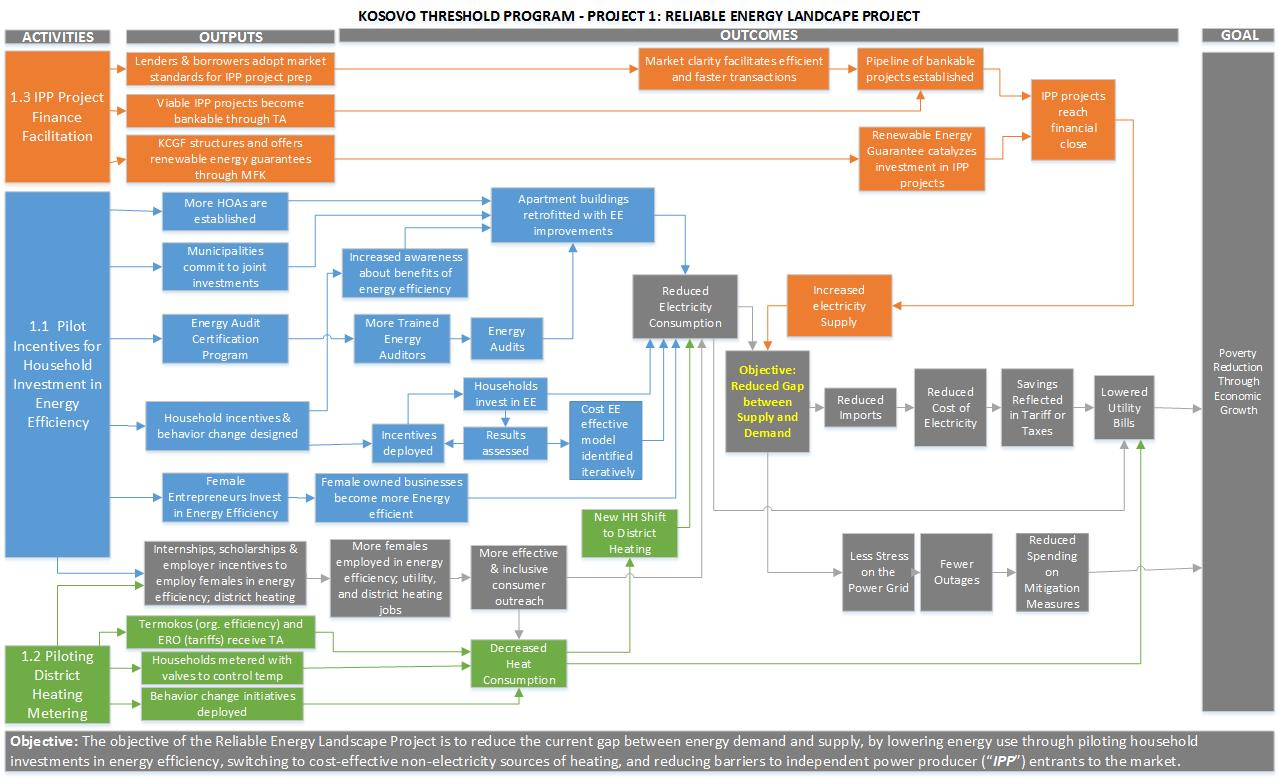 KOSOVO THRESHOLD PROGRAM - PROJECT 1: RELIABLE ENERGY LANDCAPE PROJECT
ACTIVITIES
OUTPUTS
OUTCOMES
GOAL
1.3 IPP Project
Finance
Facilitation
Lenders & borrowers adopt market
standards for IPP project prep
Viable IPP projects become
bankable through TA
KCGF structures and offers
renewable energy guarantees
through MFK
Market clarity facilitates efficient
and faster transactions
Pipeline of bankable
projects established
Renewable Energy
Guarantee catalyzes
investment in IPP
projects
IPP projects
reach
financial
close
1.1 Pilot
Incentives for
Household
Investment in
Energy
Efficiency
More HOAs are
established
Municipalities
commit to joint
investments
Energy Audit
Certification
Program
Household incentives &
behavior change designed
Female
Entrepreneurs Invest
in Energy Efficiency
Apartment buildings
retrofitted with EE
improvements
Increased awareness
about benefits of
energy efficiency
More Trained
Energy
Auditors
Energy
Audits
Households
invest in EE
Incentives
deployed
Results
assessed
Cost EE
effective
model
identified
iteratively
Female owned businesses
become more Energy
efficient
Reduced
Electricity
Consumption
Increased
electricity
Supply
Objective:
Reduced Gap
between
Supply and
Demand
Reduced
Imports
Reduced
Cost of
Electricity
Savings
Reflected
in Tariff or
Taxes
Lowered
Utility
Bills
Poverty
Reduction
Through
Economic
Growth
New HH Shift
to District
Heating
Internships, scholarships &
employer incentives to
employ females in energy
efficiency; district heating
More females
employed in energy
efficiency; utility,
and district heating
jobs
More effective
& inclusive
consumer
outreach
Less Stress
on the
Power Grid
Fewer
Outages
Reduced
Spending
on
Mitigation
Measures
1.2 Piloting
District
Heating
Metering
Termokos (org. efficiency) and
ERO (tariffs) receive TA
Households metered with
valves to control temp
Behavior change initiatives
deployed
Decreased
Heat
Consumption
Objective: The objective of the Reliable Energy Landscape Project is to reduce the current gap between energy demand and supply, by lowering energy use through piloting household
investments in energy efficiency, switching to cost-effective non-electricity sources of heating, and reducing barriers to independent power producer (“IPP”) entrants to the market.